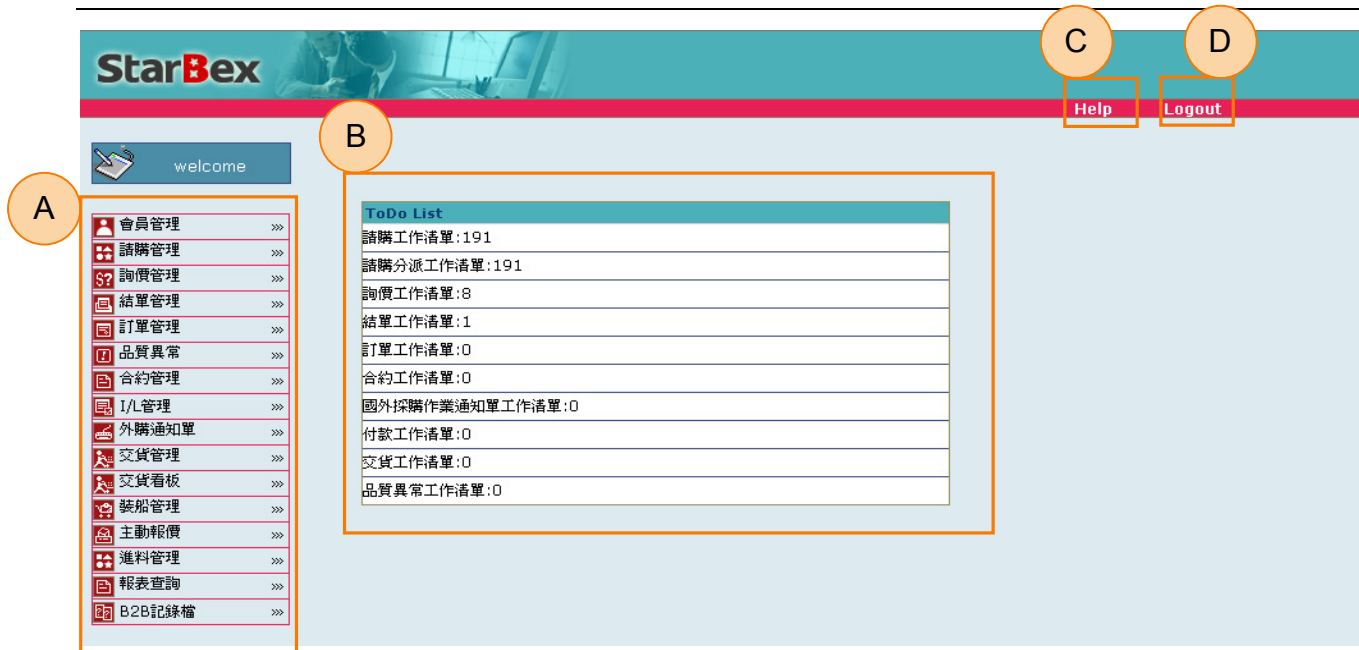 C
D
StarBex
Help
Logout
B
welcome
A
會員管理
請購管理
詢價管理
結單管理
訂單管理
品質異常
合約管理
I/L管理
外購通知單
交貨管理
交貨看板
裝船管理
主動報價
進料管理
報表查詢
B2B記錄檔
ToDo List
請購工作清單:191
請購分派工作清單:191
詢價工作清單:8
結單工作清單:1
訂單工作清單:0
合約工作清單:0
國外採購作業通知單工作清單:0
付款工作清單:0
交貨工作清單:0
品質異常工作清單:0